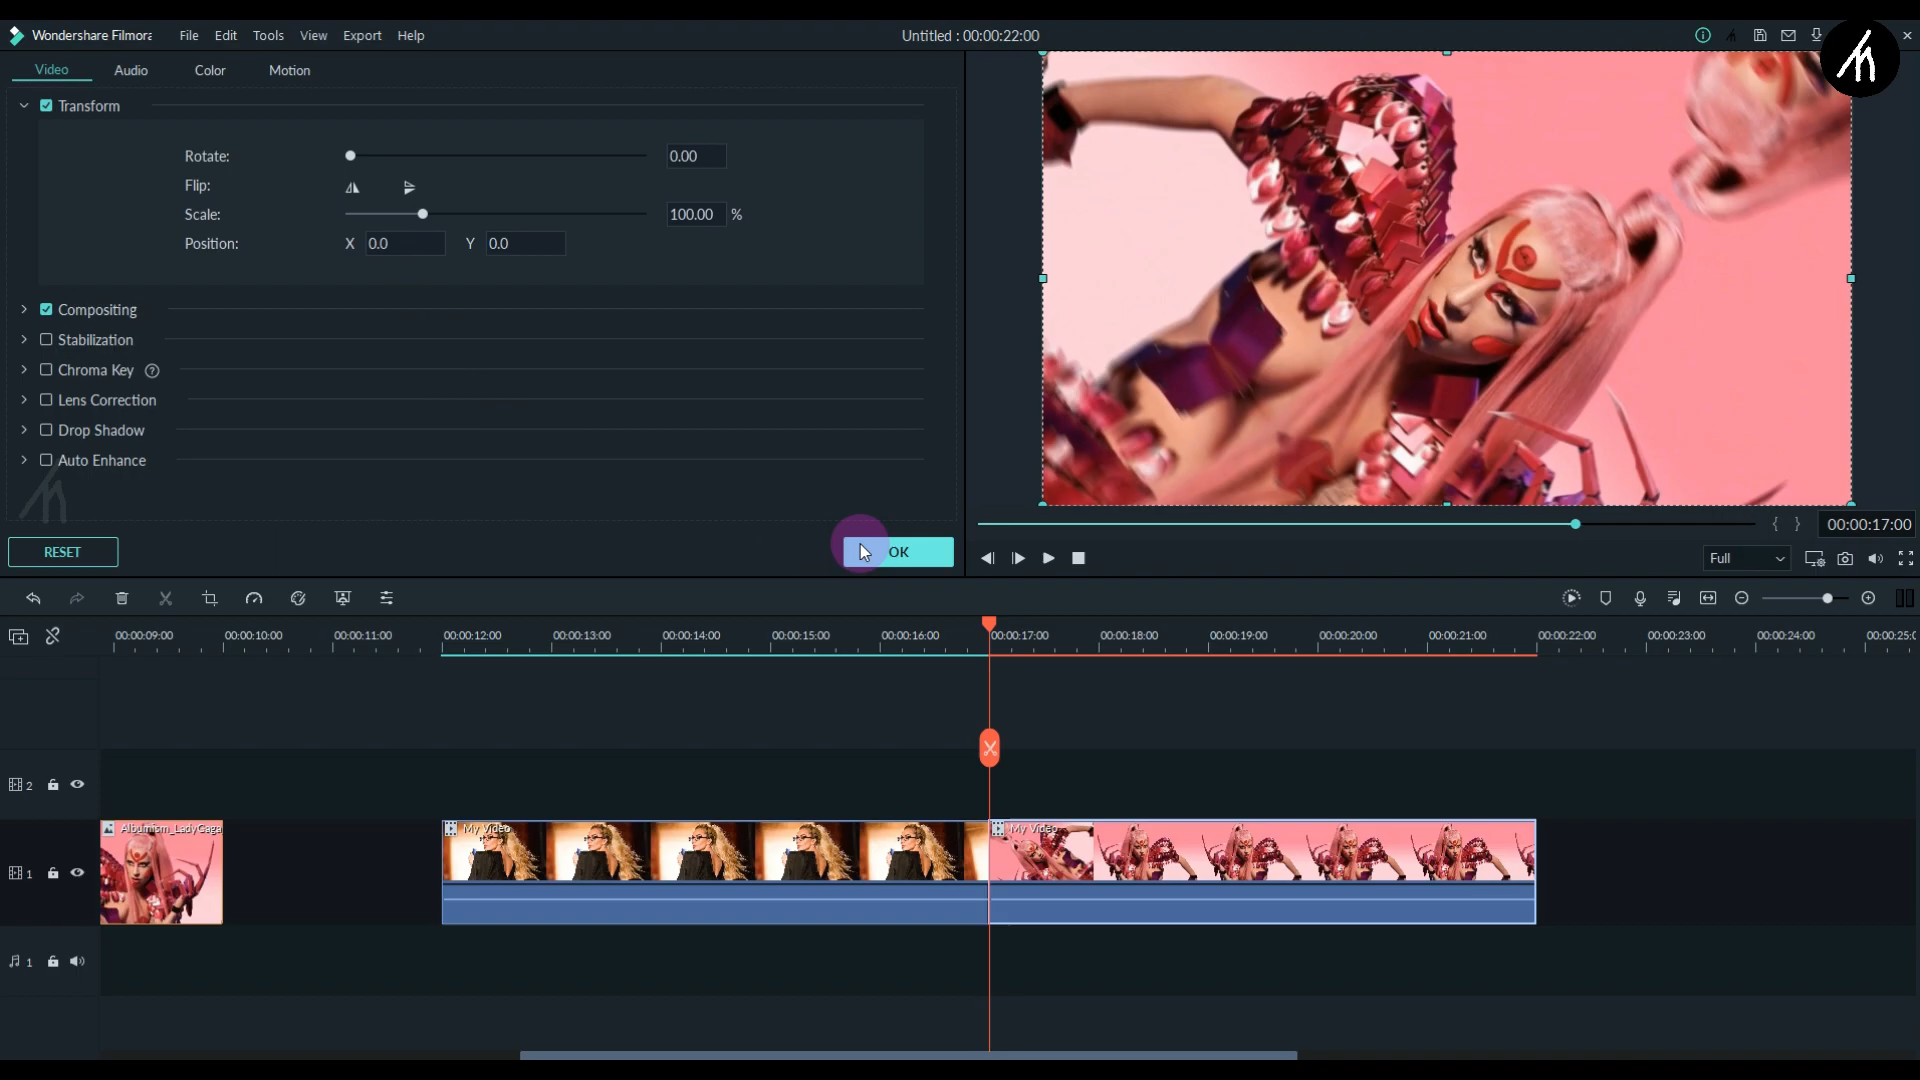 Wondershare Filmora File Edit Tools View Export Help Untitled : 00:00:22:00
Video Audio Color Motion
Transform
Rotate: 0.00
Flip:
Scale: 100.00 %
Position: X 0.0 Y 0.0
Compositing
Stabilization
Chroma Key ?
Lens Correction
Drop Shadow
Auto Enhance
{ } 00:00:17:00
RESET OK
Full
00:00:09:00 00:00:10:00 00:00:11:00 00:00:12:00 00:00:13:00 00:00:14:00 00:00:15:00 00:00:16:00 00:00:17:00 00:00:18:00 00:00:19:00 00:00:20:00 00:00:21:00 00:00:22:00 00:00:23:00 00:00:24:00 00:00:25:0
2
Albumism_LadyGaga My Video My Video
1
1